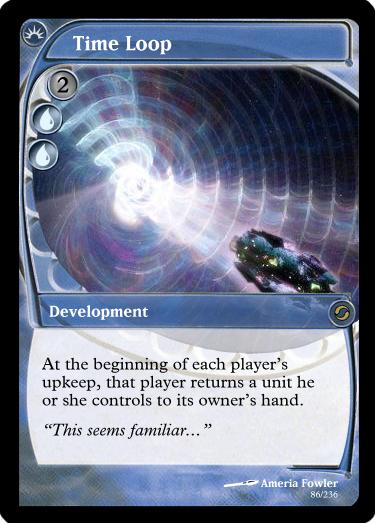 Time Loop
2
Development
At the beginning of each player's
upkeep, that player returns a unit he
or she controls to its owner's hand.
“This seems familiar…”
Ameria Fowler
86/236